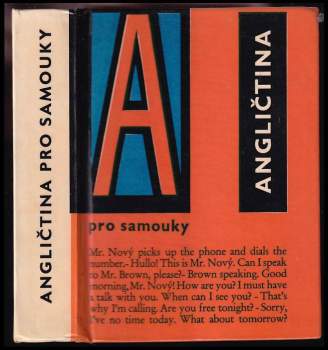 ANGLIČTINA PRO SAMOUKY
A
ANGLIČTINA
pro samouky
Mr. Nový picks up the phone and dials the
number.- Hullo! This is Mr. Nový. Can I speak
to Mr. Brown, please?- Brown speaking. Good
morning, Mr. Nový! How are you? I must have
a talk with you. When can I see you? - That's
why I'm calling. Are you free tonight? - Sorry,
I've no time today. What about tomorrow?